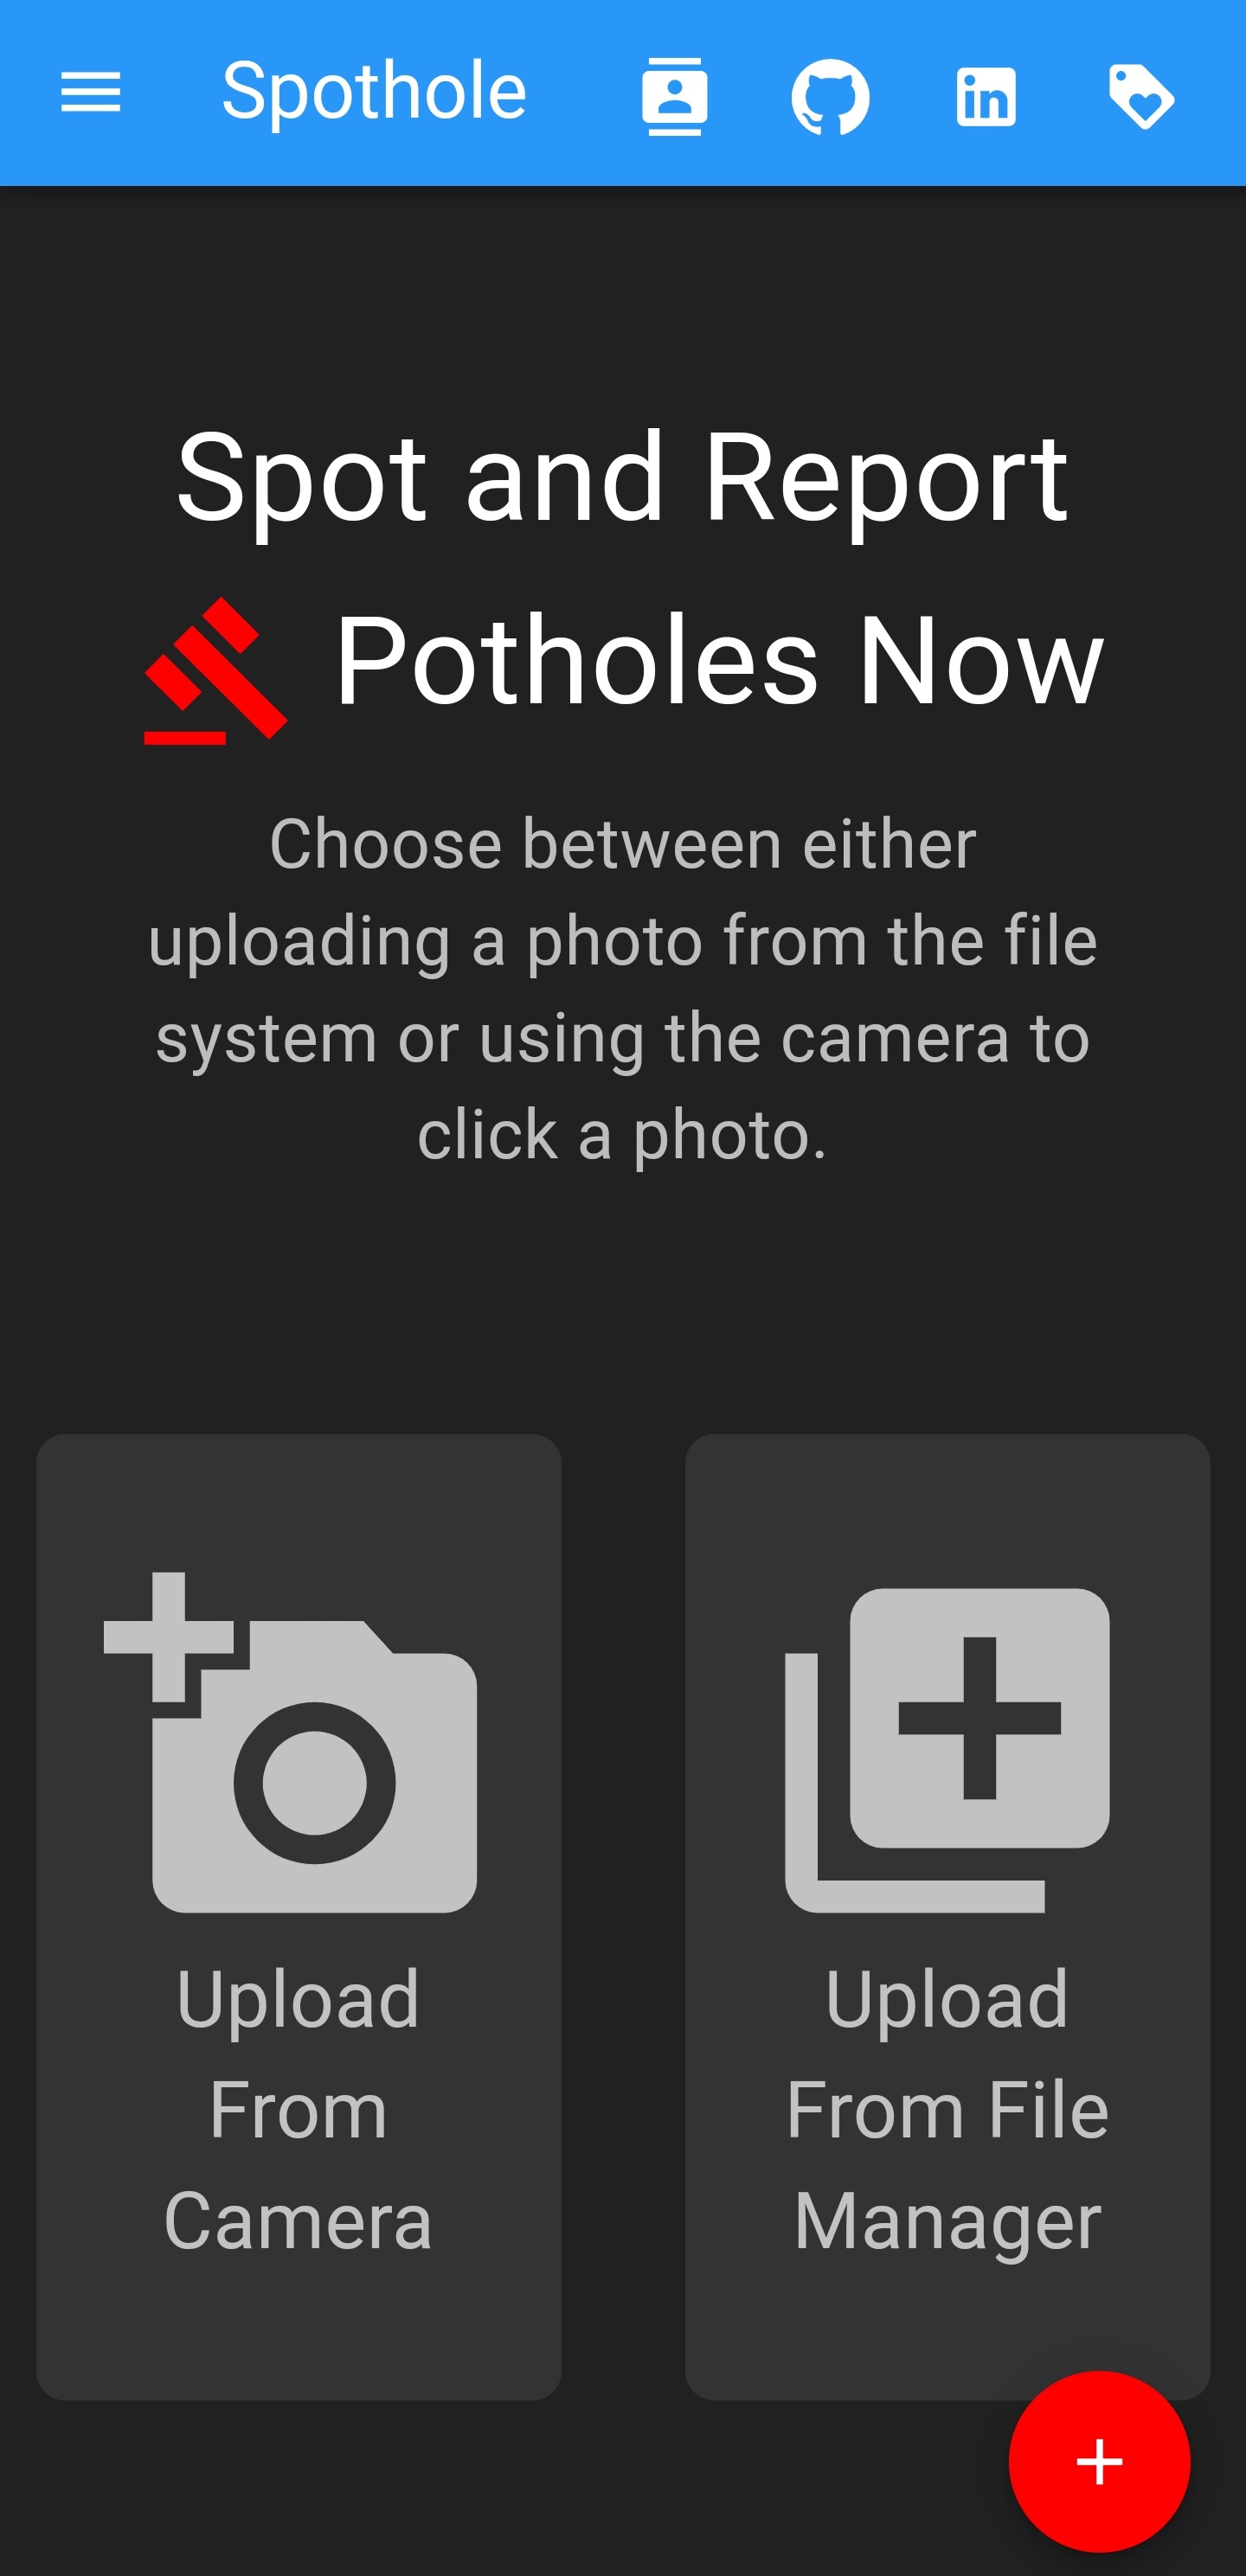 Spothole
Spot and Report
Potholes Now
Choose between either
uploading a photo from the file
system or using the camera to
click a photo.
Upload
From
Camera
Upload
From File
Manager